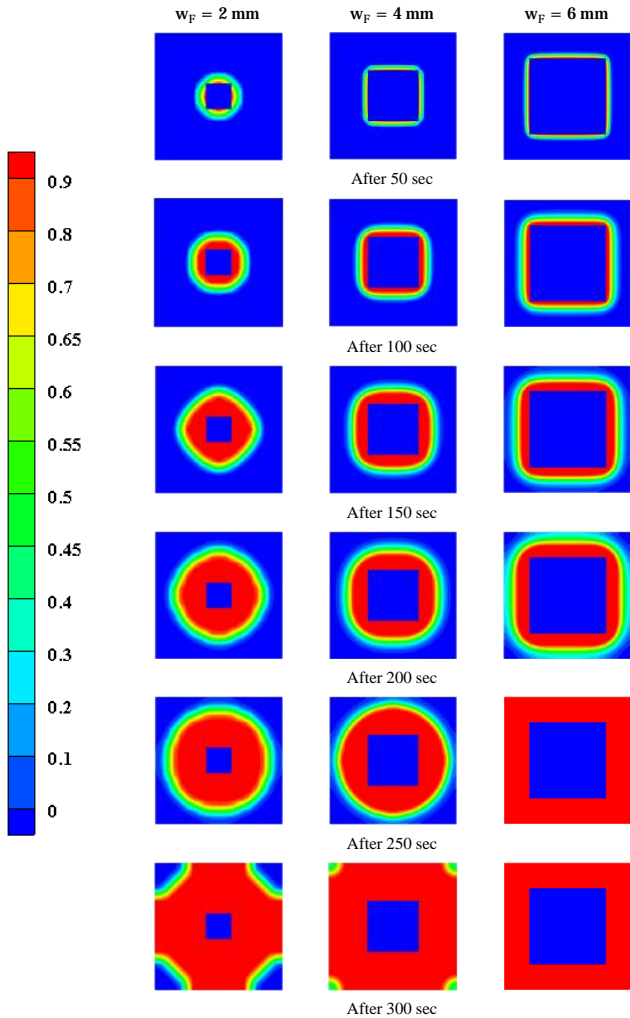 w_F = 2 mm
w_F = 4 mm
w_F = 6 mm
After 50 sec
0.9
0.8
0.7
0.65
0.6
0.55
0.5
0.45
0.4
0.3
0.2
0.1
0
After 100 sec
After 150 sec
After 200 sec
After 250 sec
After 300 sec